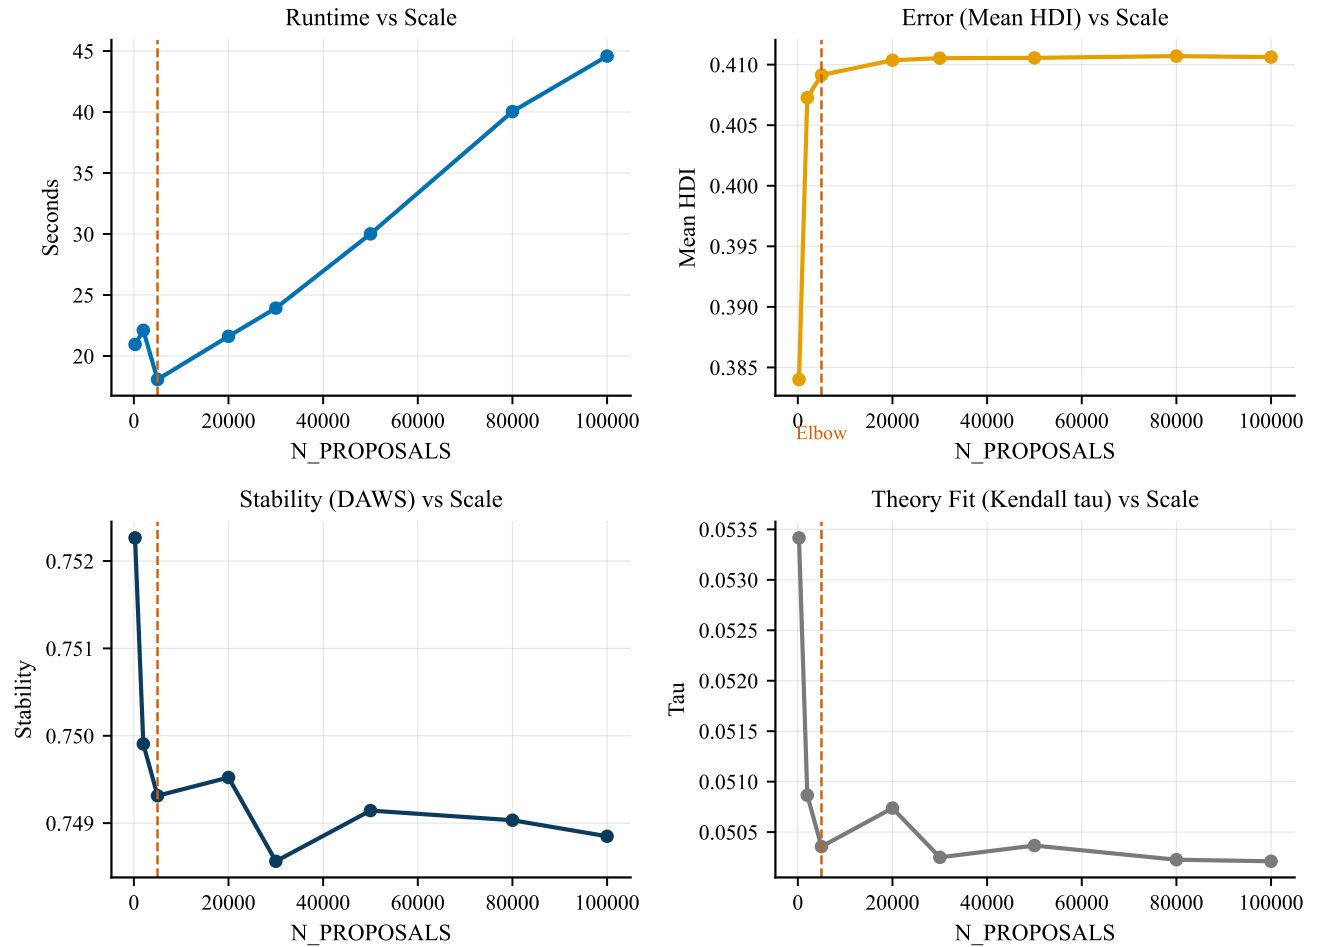 Runtime vs Scale
45
40
35
30
25
20
Seconds
0 20000 40000 60000 80000 100000
N_PROPOSALS
Error (Mean HDI) vs Scale
0.410
0.405
0.400
0.395
0.390
0.385
Mean HDI
0 20000 40000 60000 80000 100000
Elbow
N_PROPOSALS
Stability (DAWS) vs Scale
0.752
0.751
0.750
0.749
Stability
0 20000 40000 60000 80000 100000
N_PROPOSALS
Theory Fit (Kendall tau) vs Scale
0.0535
0.0530
0.0525
0.0520
0.0515
0.0510
0.0505
Tau
0 20000 40000 60000 80000 100000
N_PROPOSALS